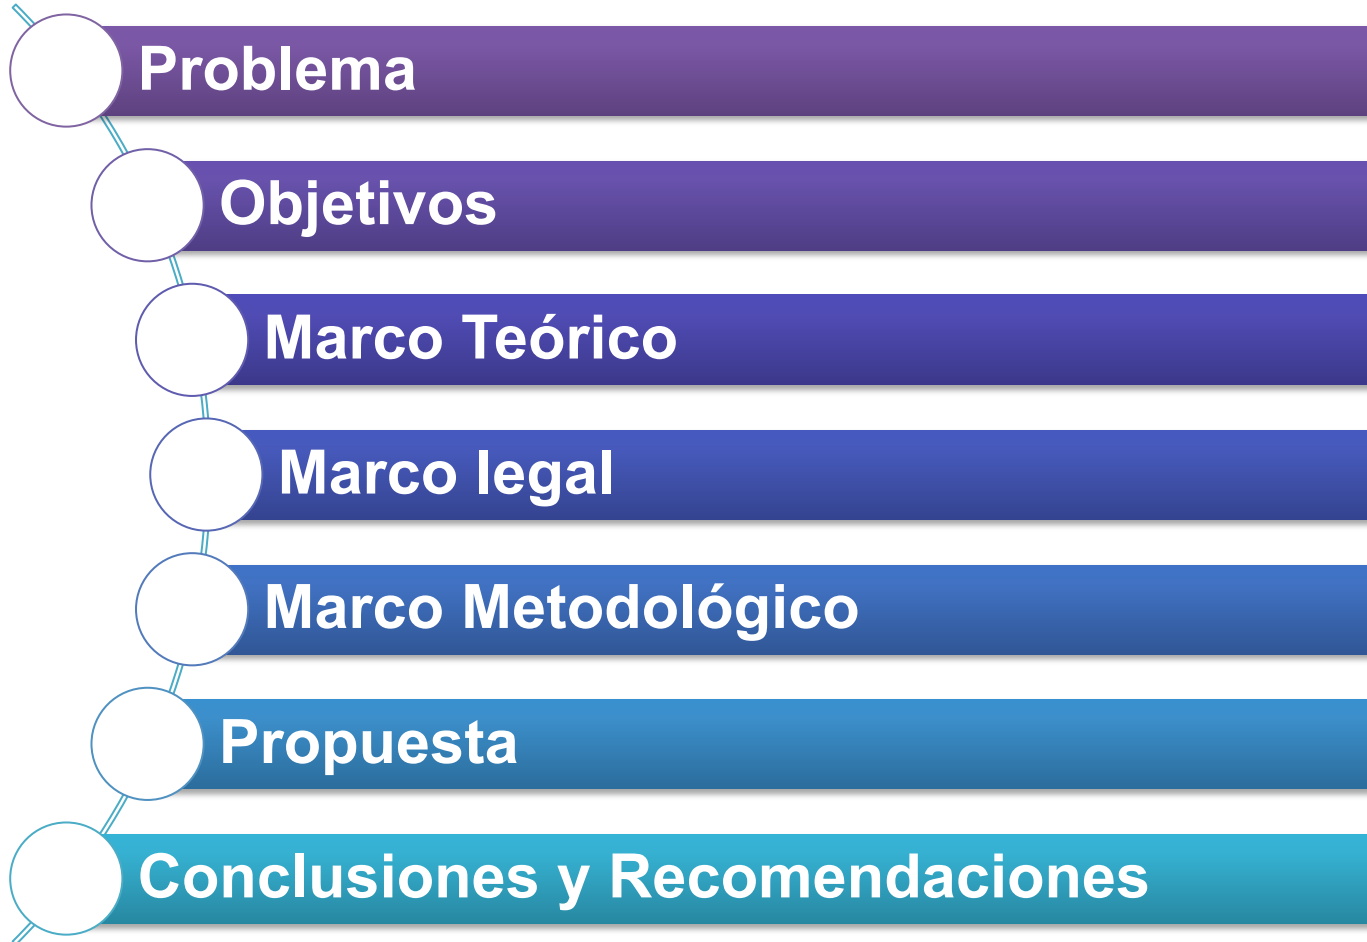 Problema
Objetivos
Marco Teórico
Marco legal
Marco Metodológico
Propuesta
Conclusiones y Recomendaciones